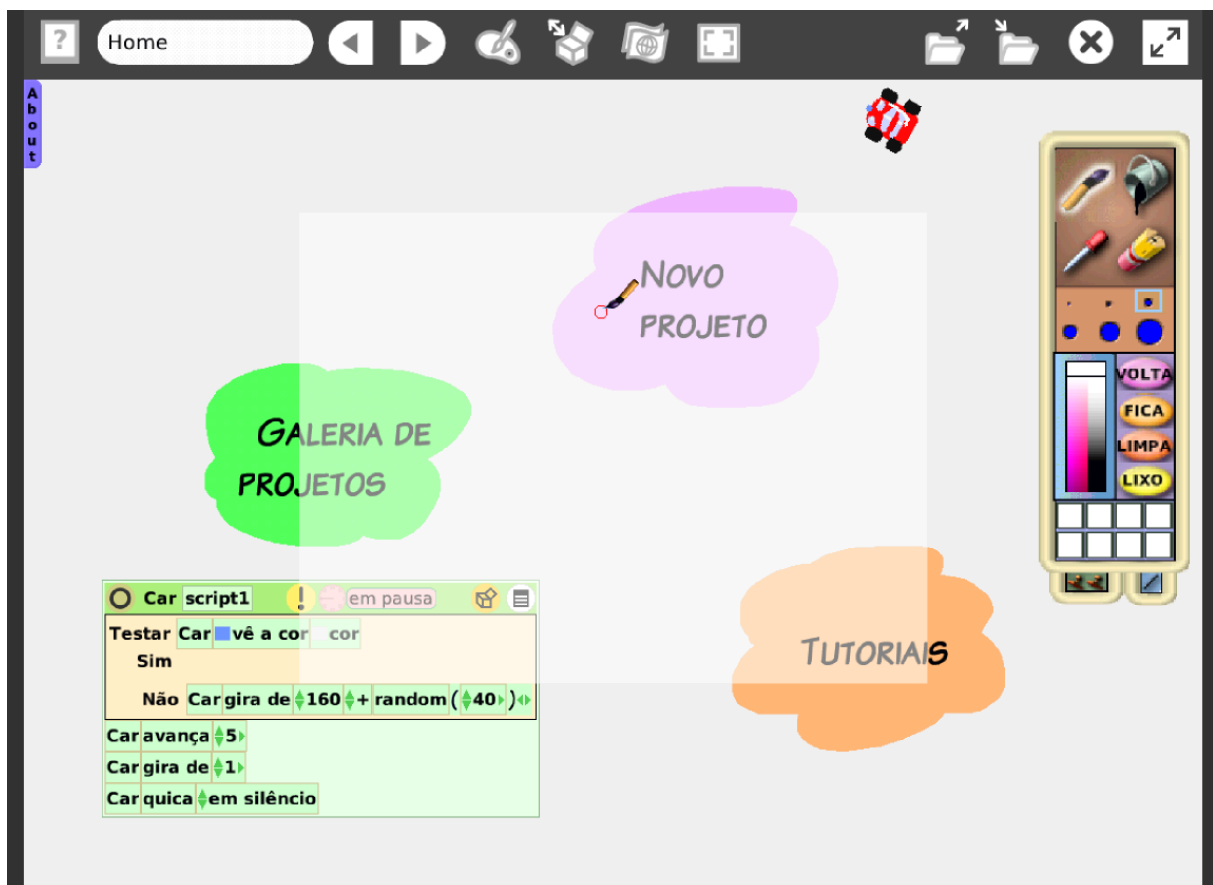 ?
Home
About
Novo
projeto
Galeria de
projetos
VOLTA
FICA
LIMPA
LIXO
Car script1 ! em pausa
Testar Car vê a cor cor
Sim
Não Car gira de 160 + random ( 40 )
Car avança 5
Car gira de 1
Car quica em silêncio
Tutoriais